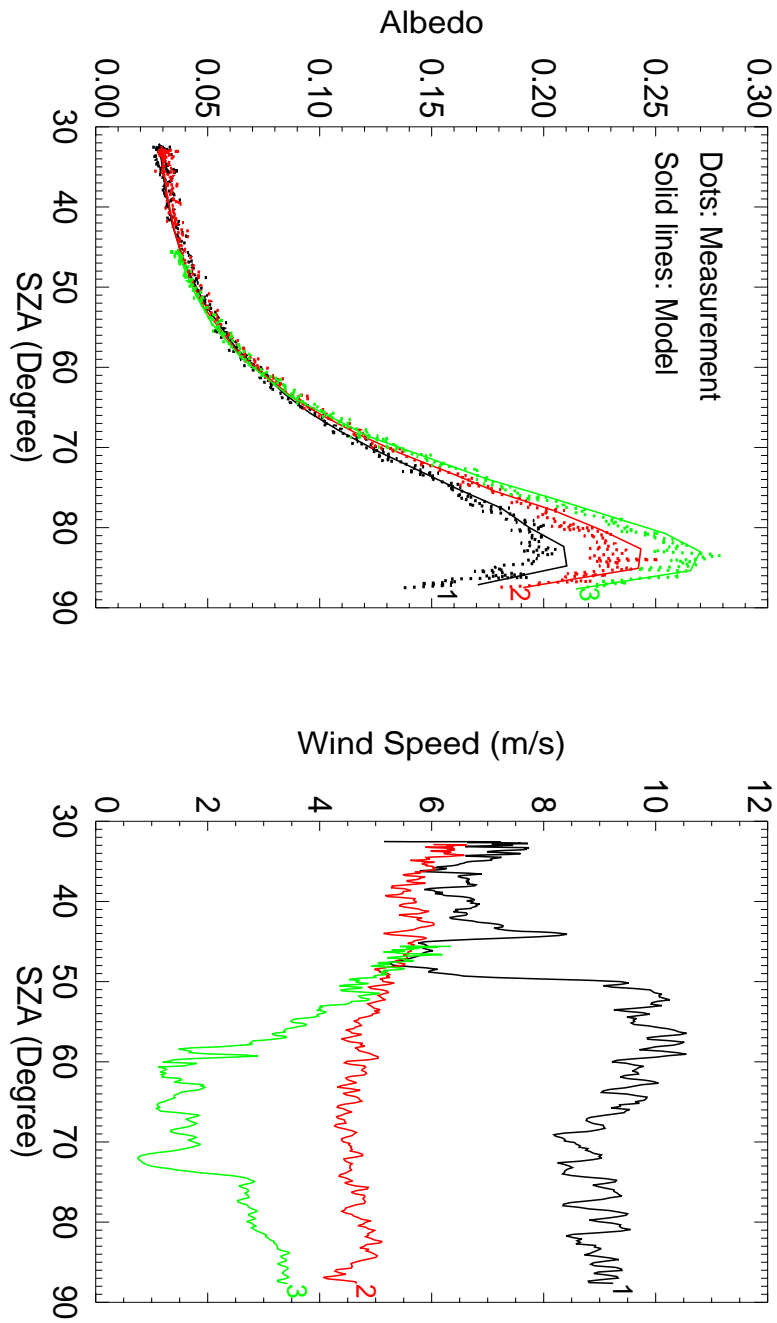 Albedo
0.00 0.05 0.10 0.15 0.20 0.25 0.30
Dots: Measurement
Solid lines: Model
1
2
3
30 40 50 60 70 80 90
SZA (Degree)
Wind Speed (m/s)
0 2 4 6 8 10 12
1
2
3
30 40 50 60 70 80 90
SZA (Degree)